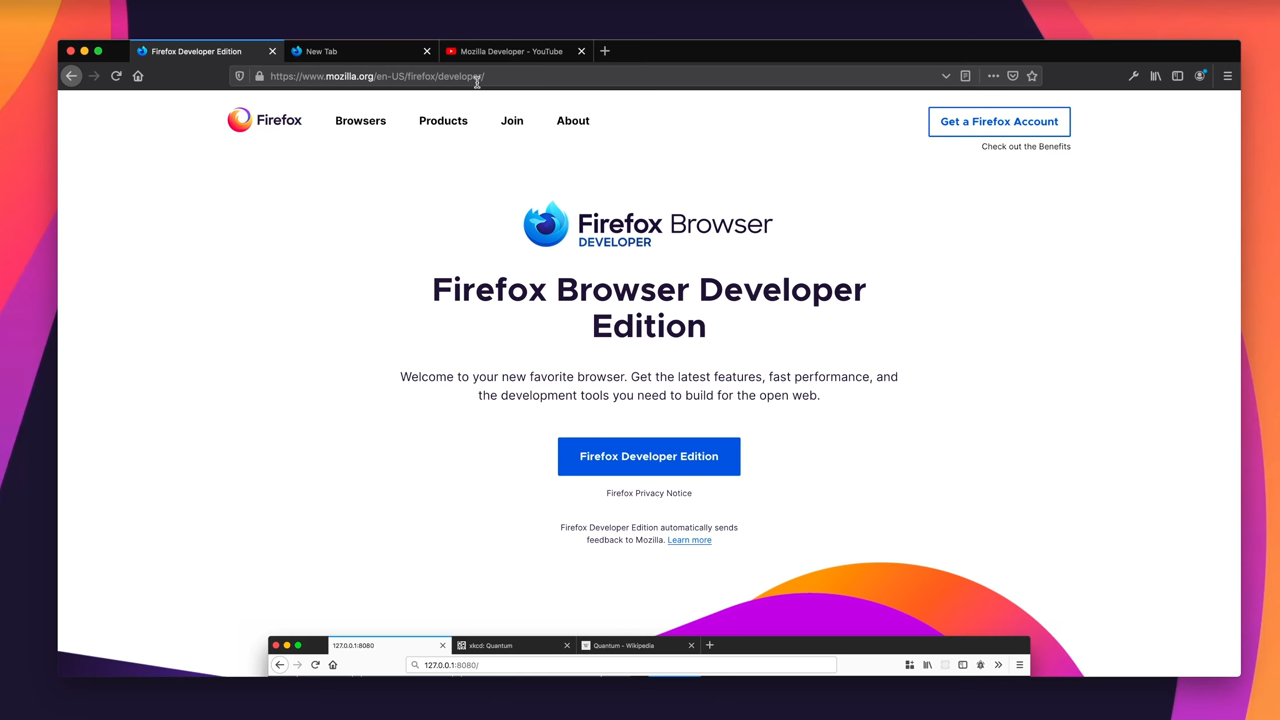 Firefox Developer Edition
New Tab
Mozilla Developer - YouTube
https://www.mozilla.org/en-US/firefox/developer/
Firefox
Browsers
Products
Join
About
Get a Firefox Account
Check out the Benefits
Firefox Browser
DEVELOPER
Firefox Browser Developer
Edition
Welcome to your new favorite browser. Get the latest features, fast performance, and
the development tools you need to build for the open web.
Firefox Developer Edition
Firefox Privacy Notice
Firefox Developer Edition automatically sends
feedback to Mozilla. Learn more
127.0.0.1:8080
xkcd: Quantum
Quantum - Wikipedia
127.0.0.1:8080/